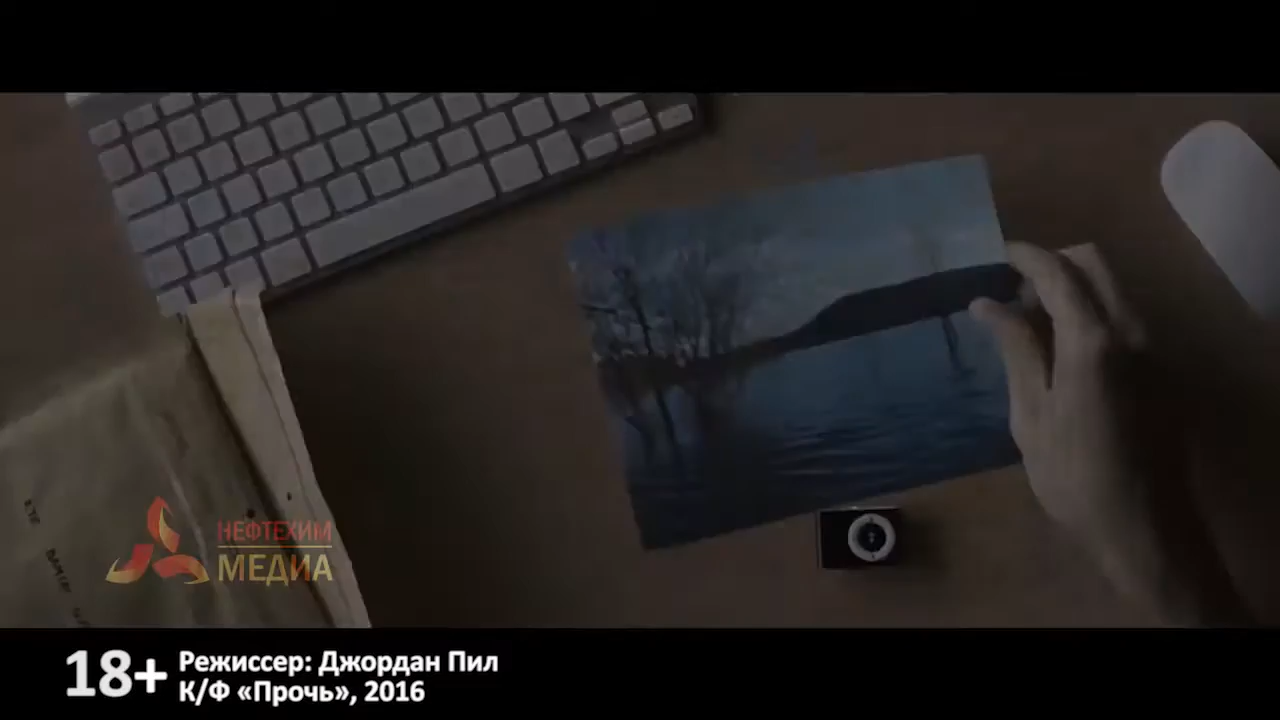 НЕФТЕХИМ
МЕДИА
18+
Режиссер: Джордан Пил
К/Ф «Прочь», 2016